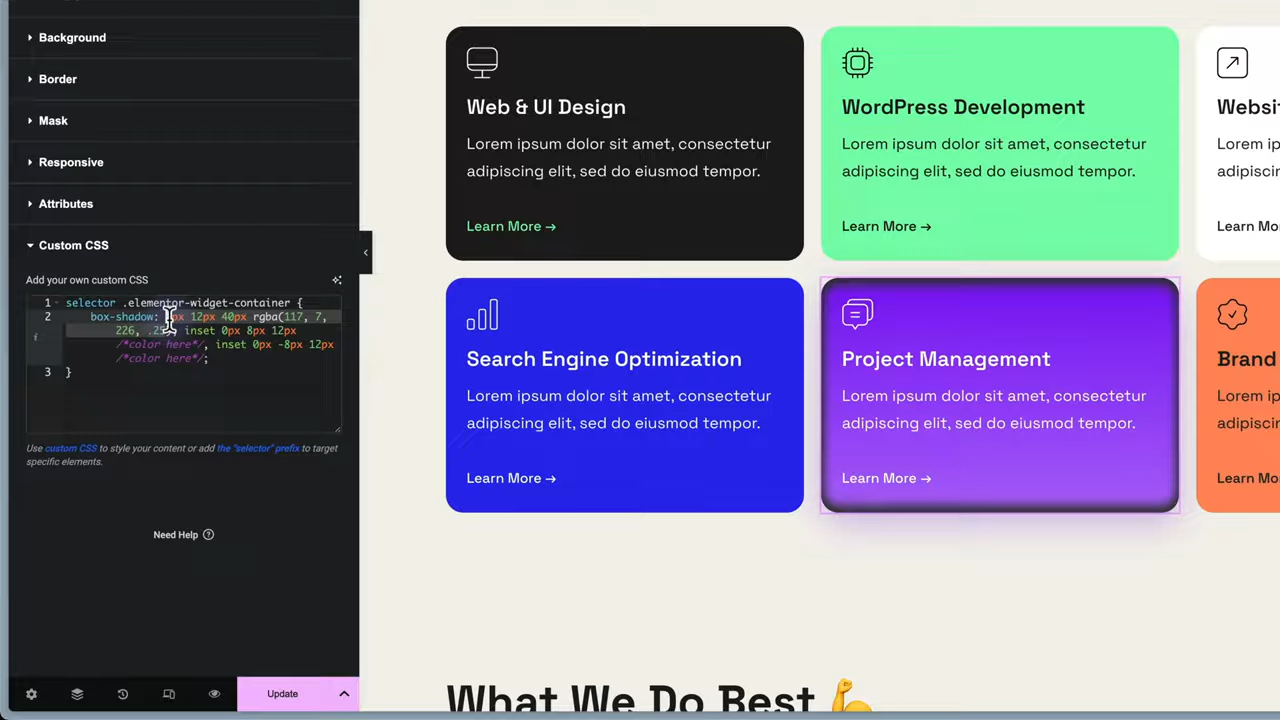 Background
Border
Mask
Responsive
Attributes
Custom CSS
Add your own custom CSS
1 selector .elementor-widget-container {
2 box-shadow: 0px 12px 40px rgba(117, 7,
226, .25), inset 0px 8px 12px
/*color here*/, inset 0px -8px 12px
/*color here*/;
3 }
Use custom CSS to style your content or add the "selector" prefix to target
specific elements.
Need Help
Update
Web & UI Design
Lorem ipsum dolor sit amet, consectetur
adipiscing elit, sed do eiusmod tempor.
Learn More →
WordPress Development
Lorem ipsum dolor sit amet, consectetur
adipiscing elit, sed do eiusmod tempor.
Learn More →
Websi
Lorem i
adipisci
Learn Mo
Search Engine Optimization
Lorem ipsum dolor sit amet, consectetur
adipiscing elit, sed do eiusmod tempor.
Learn More →
Project Management
Lorem ipsum dolor sit amet, consectetur
adipiscing elit, sed do eiusmod tempor.
Learn More →
Brand
Lorem i
adipisci
Learn Mo
What We Do Best 💪